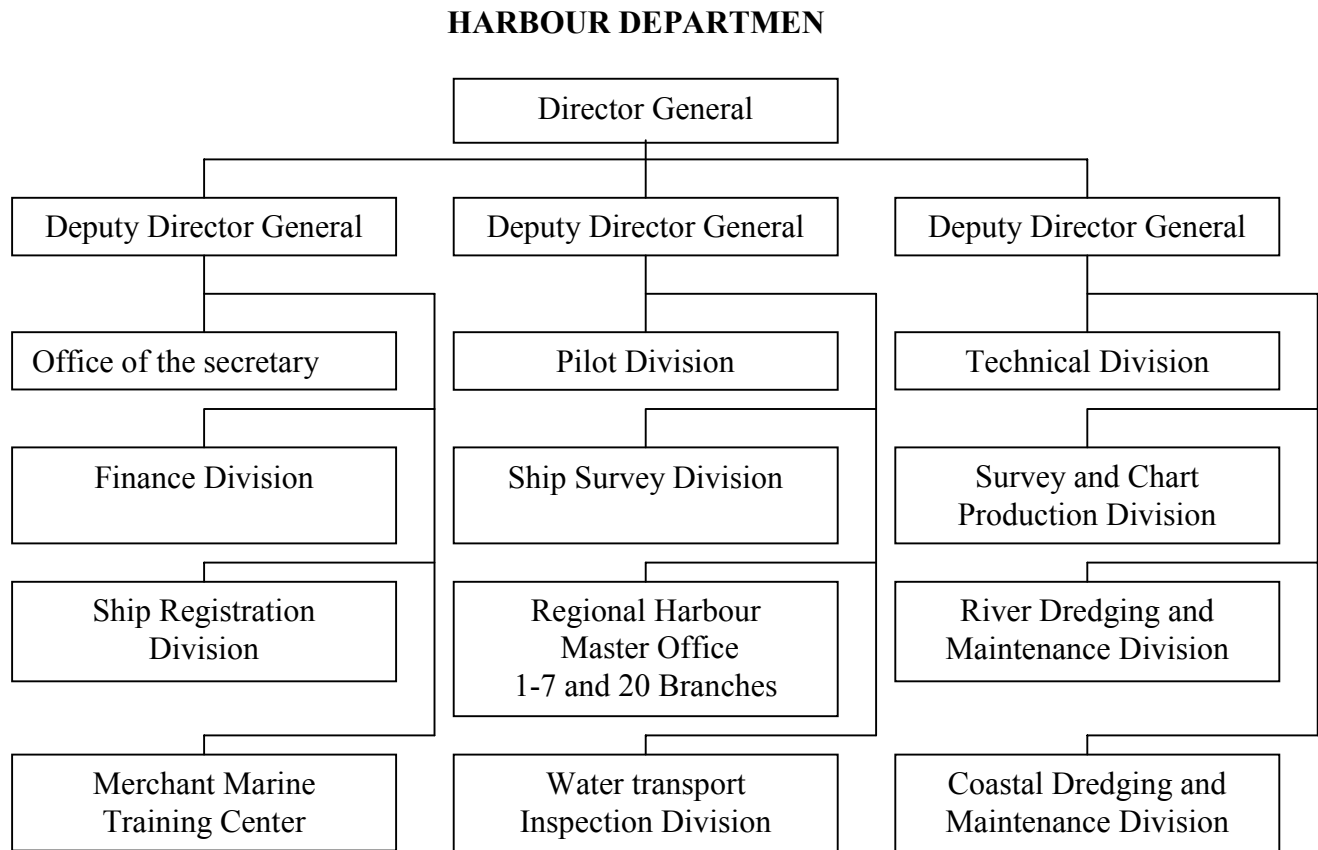 HARBOUR DEPARTMEN
Director General
Deputy Director General
Deputy Director General
Deputy Director General
Office of the secretary
Pilot Division
Technical Division
Finance Division
Ship Survey Division
Survey and Chart
Production Division
Ship Registration
Division
Regional Harbour
Master Office
1-7 and 20 Branches
River Dredging and
Maintenance Division
Merchant Marine
Training Center
Water transport
Inspection Division
Coastal Dredging and
Maintenance Division